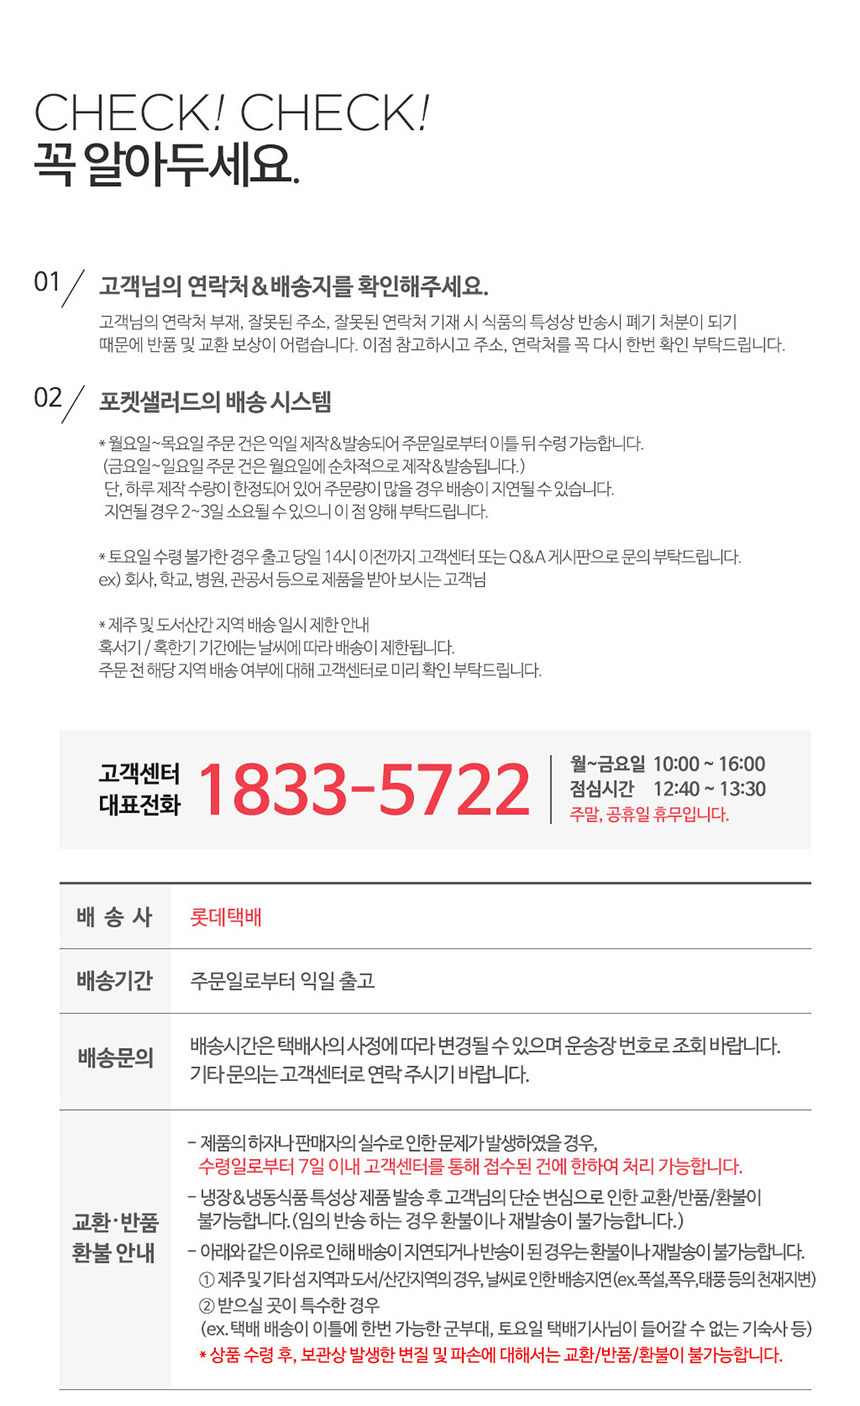 CHECK! CHECK!
꼭 알아두세요.
01/ 고객님의 연락처&배송지를 확인해주세요.
고객님의 연락처 부재, 잘못된 주소, 잘못된 연락처 기재 시 식품의 특성상 반송시 폐기 처분이 되기
때문에 반품 및 교환 보상이 어렵습니다. 이점 참고하시고 주소, 연락처를 꼭 다시 한번 확인 부탁드립니다.
02/ 포켓샐러드의 배송 시스템
* 월요일~목요일 주문 건은 익일 제작&발송되어 주문일로부터 이틀 뒤 수령 가능합니다.
(금요일~일요일 주문 건은 월요일에 순차적으로 제작&발송됩니다.)
단, 하루 제작 수량이 한정되어 있어 주문량이 많을 경우 배송이 지연될 수 있습니다.
지연될 경우 2~3일 소요될 수 있으니 이 점 양해 부탁드립니다.
* 토요일 수령 불가한 경우 출고 당일 14시 이전까지 고객센터 또는 Q&A 게시판으로 문의 부탁드립니다.
ex) 회사, 학교, 병원, 관공서 등으로 제품을 받아 보시는 고객님
* 제주 및 도서산간 지역 배송 일시 제한 안내
혹서기 / 혹한기 기간에는 날씨에 따라 배송이 제한됩니다.
주문 전 해당 지역 배송 여부에 대해 고객센터로 미리 확인 부탁드립니다.
고객센터
대표전화
1833-5722
월~금요일 10:00 ~ 16:00
점심시간 12:40 ~ 13:30
주말, 공휴일 휴무입니다.
배 송 사 롯데택배
배송기간 주문일로부터 익일 출고
배송문의
배송시간은 택배사의 사정에 따라 변경될 수 있으며 운송장 번호로 조회 바랍니다.
기타 문의는 고객센터로 연락 주시기 바랍니다.
교환·반품
환불 안내
- 제품의 하자나 판매자의 실수로 인한 문제가 발생하였을 경우,
수령일로부터 7일 이내 고객센터를 통해 접수된 건에 한하여 처리 가능합니다.
- 냉장&냉동식품 특성상 제품 발송 후 고객님의 단순 변심으로 인한 교환/반품/환불이
불가능합니다.(임의 반송 하는 경우 환불이나 재발송이 불가능합니다.)
- 아래와 같은 이유로 인해 배송이 지연되거나 반송이 된 경우는 환불이나 재발송이 불가능합니다.
① 제주 및 기타 섬 지역과 도서/산간지역의 경우, 날씨로 인한 배송지연(ex.폭설,폭우,태풍 등의 천재지변)
② 받으실 곳이 특수한 경우
(ex. 택배 배송이 이틀에 한번 가능한 군부대, 토요일 택배기사님이 들어갈 수 없는 기숙사 등)
* 상품 수령 후, 보관상 발생한 변질 및 파손에 대해서는 교환/반품/환불이 불가능합니다.